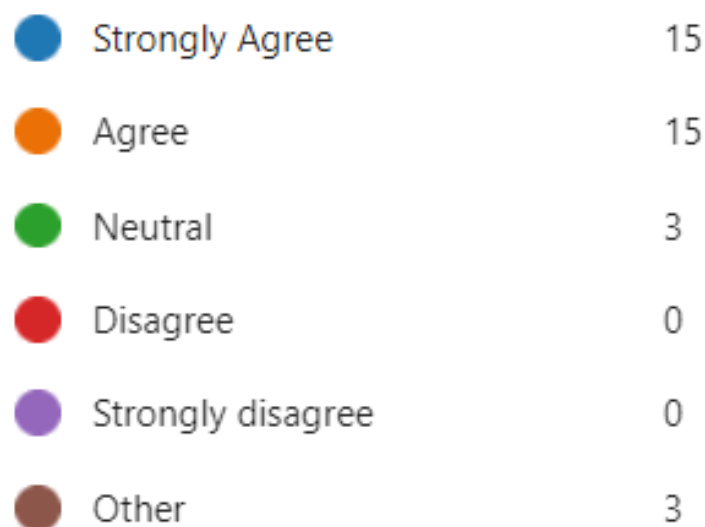 Strongly Agree 15
Agree 15
Neutral 3
Disagree 0
Strongly disagree 0
Other 3